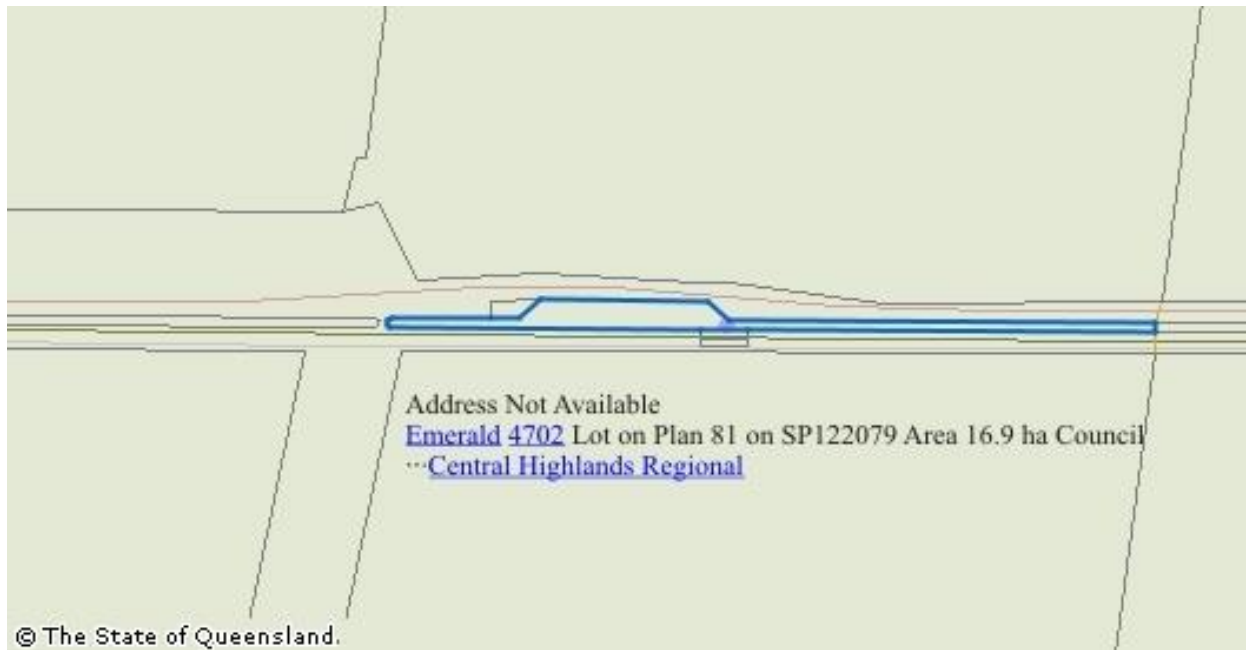 Address Not Available
Emerald 4702 Lot on Plan 81 on SP122079 Area 16.9 ha Council
...Central Highlands Regional
© The State of Queensland.